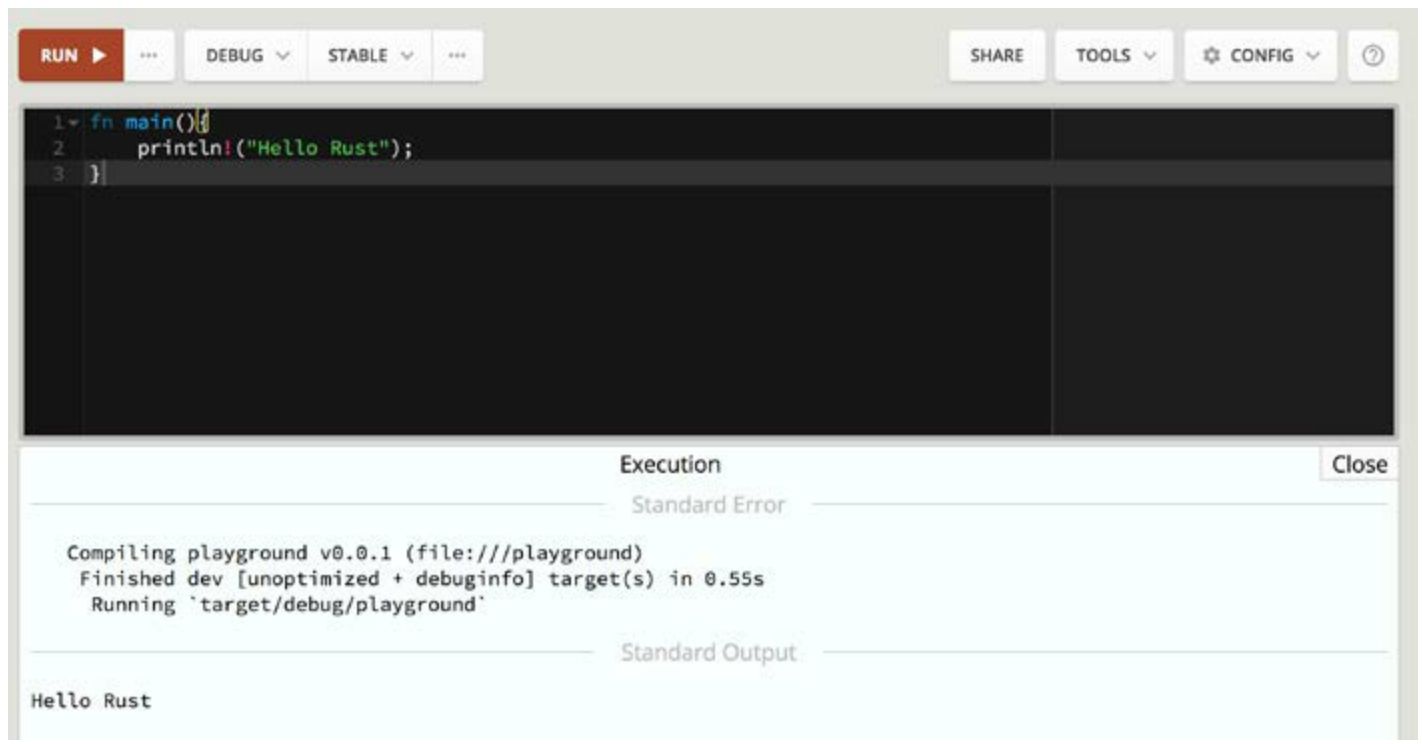 RUN ▶ ... DEBUG STABLE ... SHARE TOOLS CONFIG ?
1 fn main(){
2 println!("Hello Rust");
3 }
Execution Close
Standard Error
Compiling playground v0.0.1 (file:///playground)
Finished dev [unoptimized + debuginfo] target(s) in 0.55s
Running `target/debug/playground`
Standard Output
Hello Rust